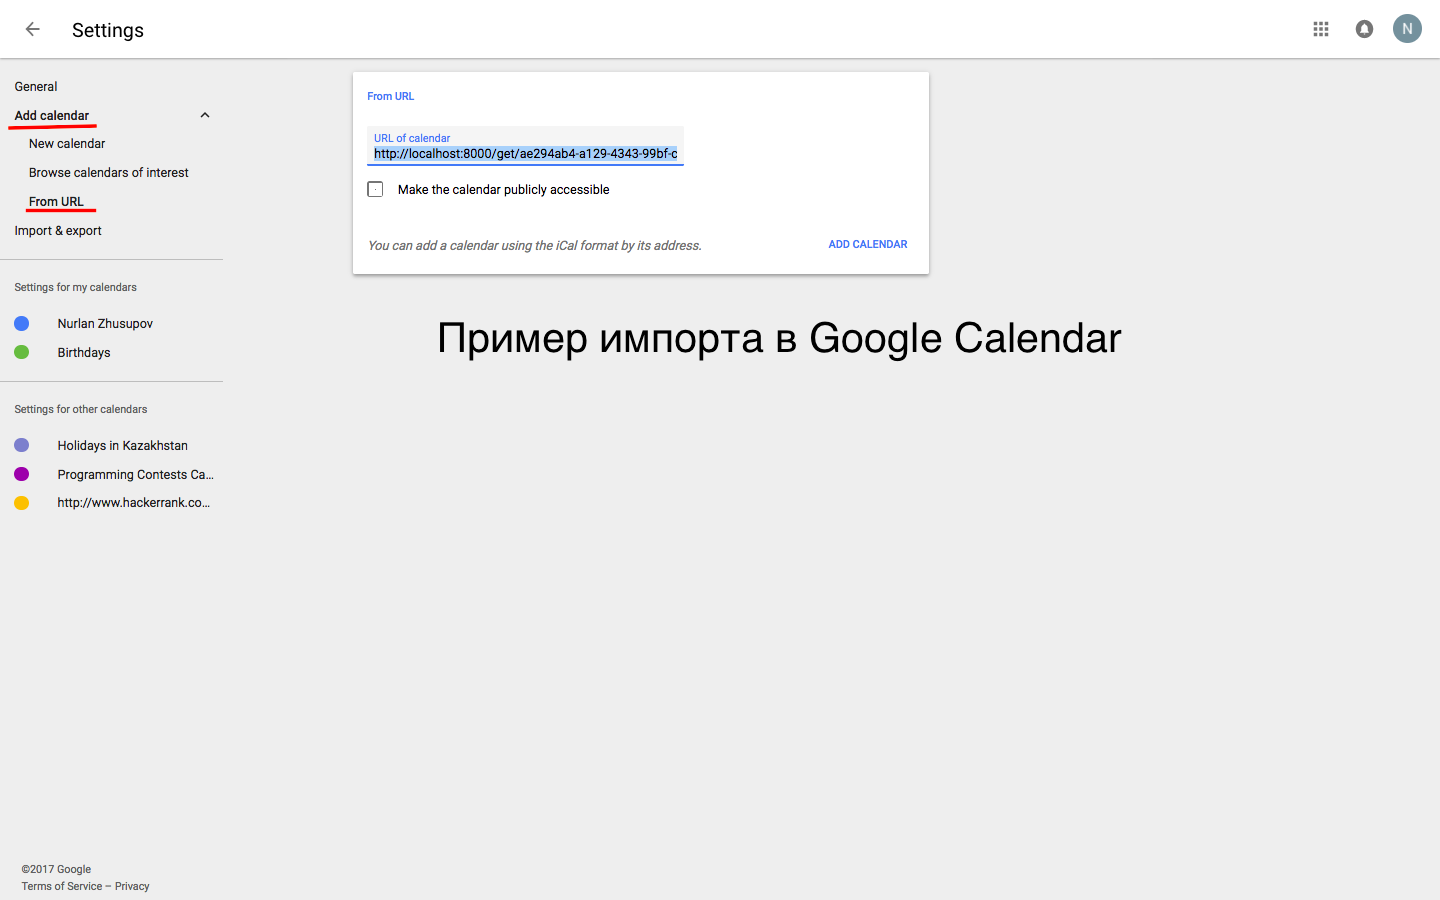 Settings
N
General
Add calendar
New calendar
Browse calendars of interest
From URL
Import & export
Settings for my calendars
Nurlan Zhusupov
Birthdays
Settings for other calendars
Holidays in Kazakhstan
Programming Contests Ca...
http://www.hackerrank.co...
From URL
URL of calendar
http://localhost:8000/get/ae294ab4-a129-4343-99bf-c
Make the calendar publicly accessible
You can add a calendar using the iCal format by its address.
ADD CALENDAR
Пример импорта в Google Calendar
©2017 Google
Terms of Service – Privacy